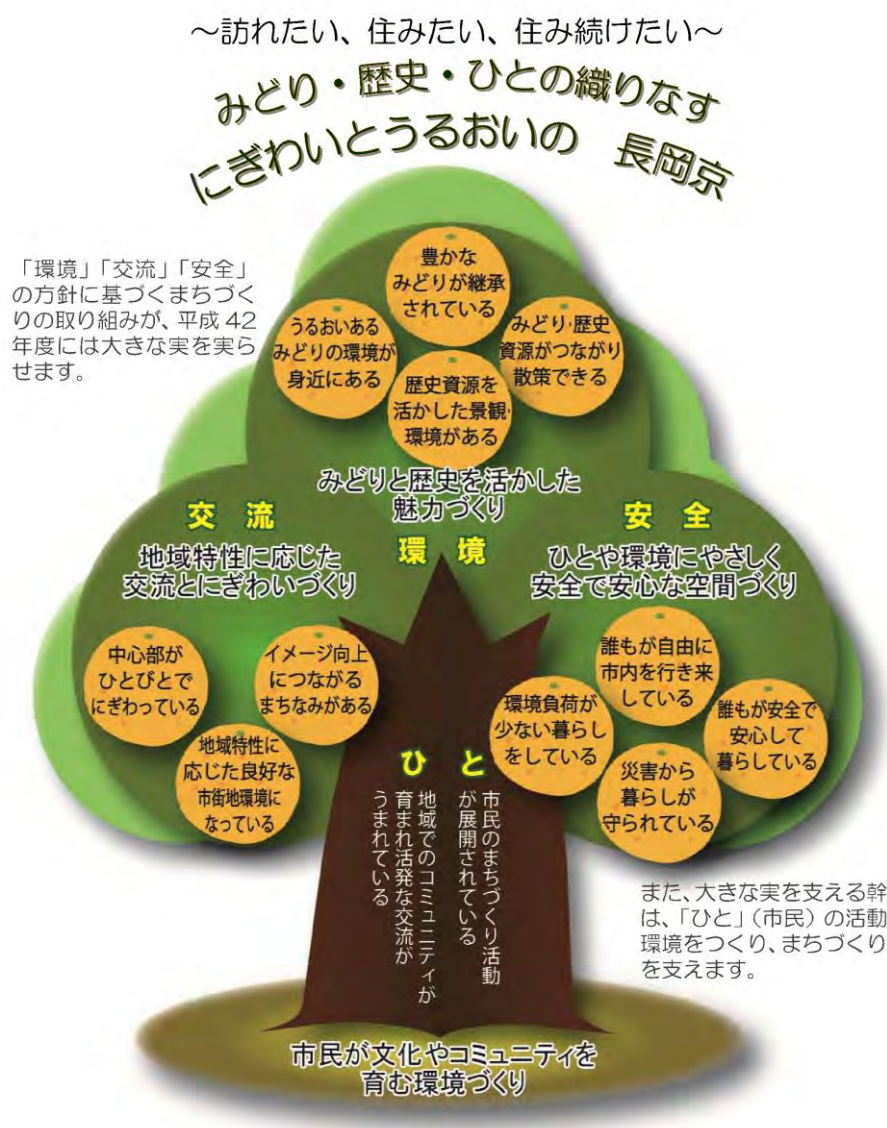 ～訪れたい、住みたい、住み続けたい～
みどり・歴史・ひとの織りなす
にぎわいとうるおいの　長岡京
「環境」「交流」「安全」
の方針に基づくまちづく
りの取り組みが、平成 42
年度には大きな実を実ら
せます。
豊かな
みどりが継承
されている
うるおいある
みどりの環境が
身近にある
みどり・歴史
資源がつながり
散策できる
歴史資源を
活かした景観・
環境がある
みどりと歴史を活かした
魅力づくり
環 境
交 流
地域特性に応じた
交流とにぎわいづくり
中心部が
ひとびとで
にぎわっている
イメージ向上
につながる
まちなみがある
地域特性に
応じた良好な
市街地環境に
なっている
安 全
ひとや環境にやさしく
安全で安心な空間づくり
誰もが自由に
市内を行き来
している
環境負荷が
少ない暮らし
をしている
誰もが安全で
安心して
暮らしている
災害から
暮らしが
守られている
ひ と
市民のまちづくり活動
が展開されている
地域でのコミュニティが
育まれ活発な交流が
うまれている
また、大きな実を支える幹
は、「ひと」（市民）の活動
環境をつくり、まちづくり
を支えます。
市民が文化やコミュニティを
育む環境づくり